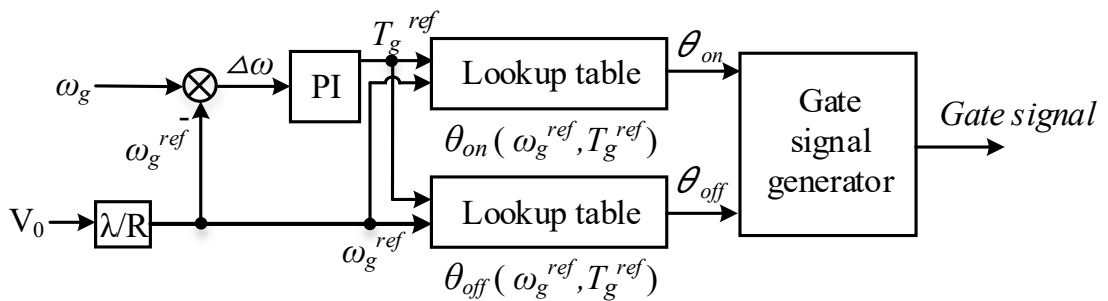 T_g^ref
θ_on
Δω
Lookup table
ω_g
PI
Gate signal generator
Gate signal
-
ω_g^ref
θ_on ( ω_g^ref , T_g^ref )
θ_off
V_0
λ/R
Lookup table
ω_g^ref
θ_off ( ω_g^ref , T_g^ref )